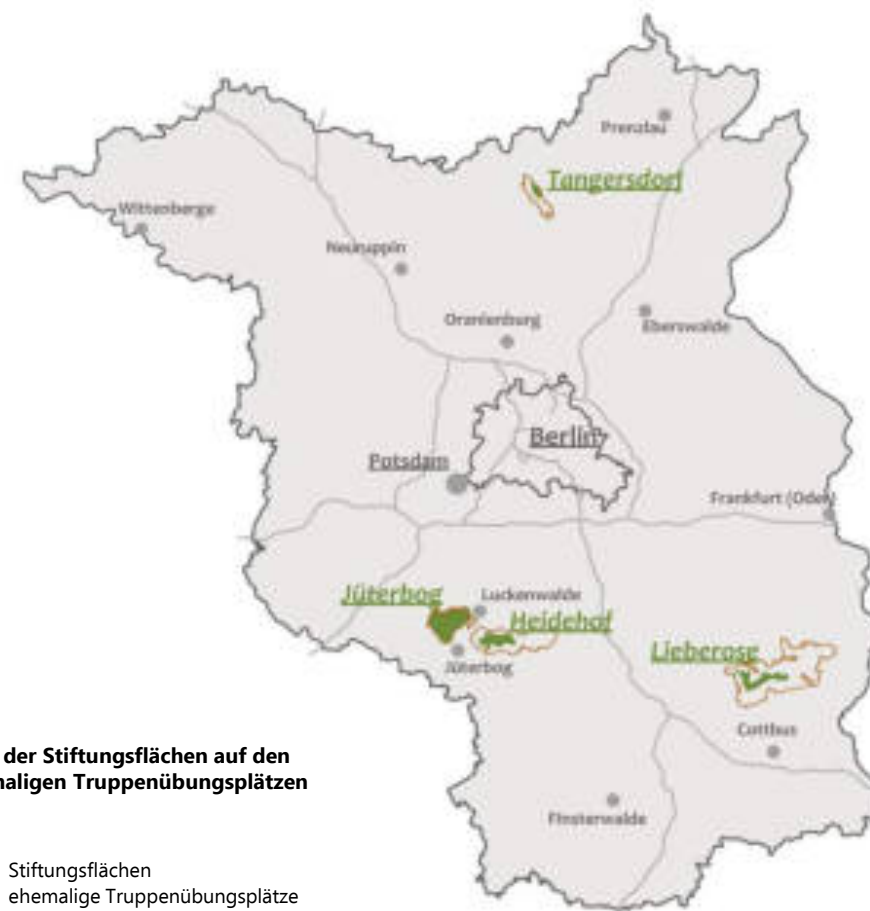 Prenzlau
Tangersdorf
Wittenberge
Neuruppin
Oranienburg
Eberswalde
Berlin
Potsdam
Frankfurt (Oder)
Jüterbog
Luckenwalde
Heidehof
Jüterbog
Lieberose
Cottbus
Finsterwalde
der Stiftungsflächen auf den
maligen Truppenübungsplätzen
Stiftungsflächen
ehemalige Truppenübungsplätze